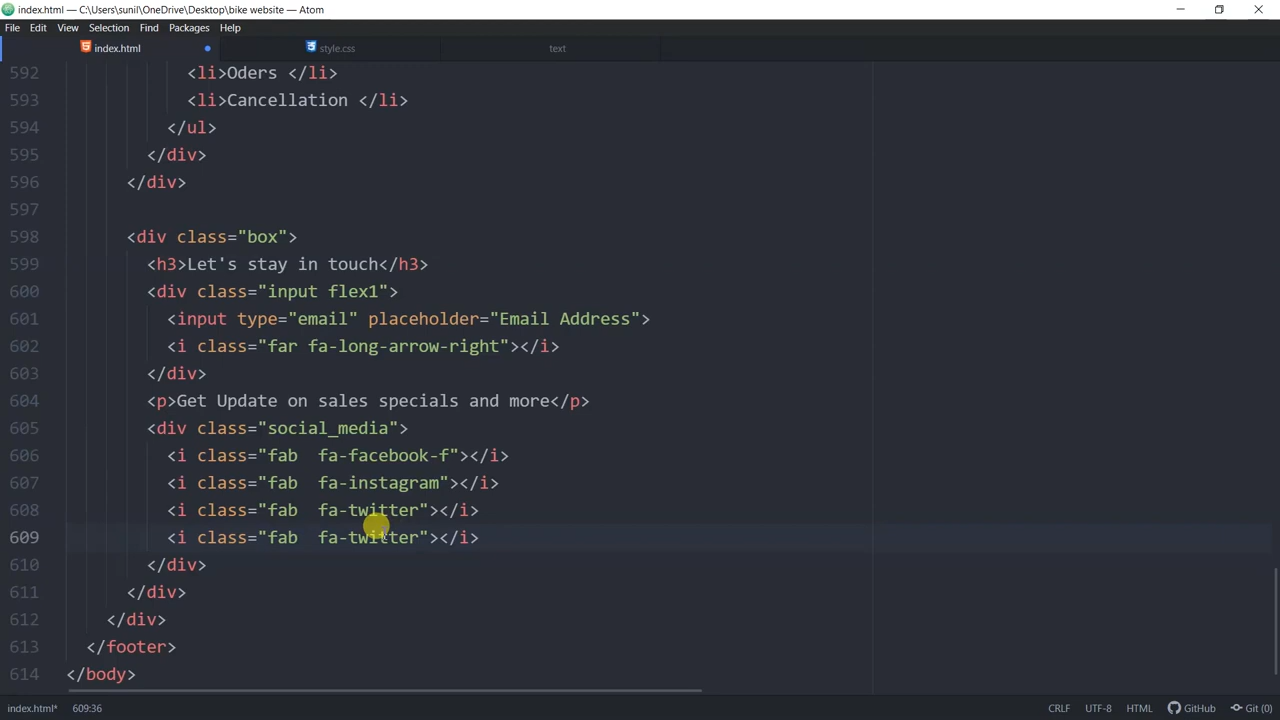 index.html — C:\Users\sunil\OneDrive\Desktop\bike website — Atom
File Edit View Selection Find Packages Help
index.html style.css text
592 <li>Oders </li>
593 <li>Cancellation </li>
594 </ul>
595 </div>
596 </div>
597
598 <div class="box">
599 <h3>Let's stay in touch</h3>
600 <div class="input flex1">
601 <input type="email" placeholder="Email Address">
602 <i class="far fa-long-arrow-right"></i>
603 </div>
604 <p>Get Update on sales specials and more</p>
605 <div class="social_media">
606 <i class="fab  fa-facebook-f"></i>
607 <i class="fab  fa-instagram"></i>
608 <i class="fab  fa-twitter"></i>
609 <i class="fab  fa-twitter"></i>
610 </div>
611 </div>
612 </div>
613 </footer>
614 </body>
index.html* 609:36 CRLF UTF-8 HTML GitHub Git (0)